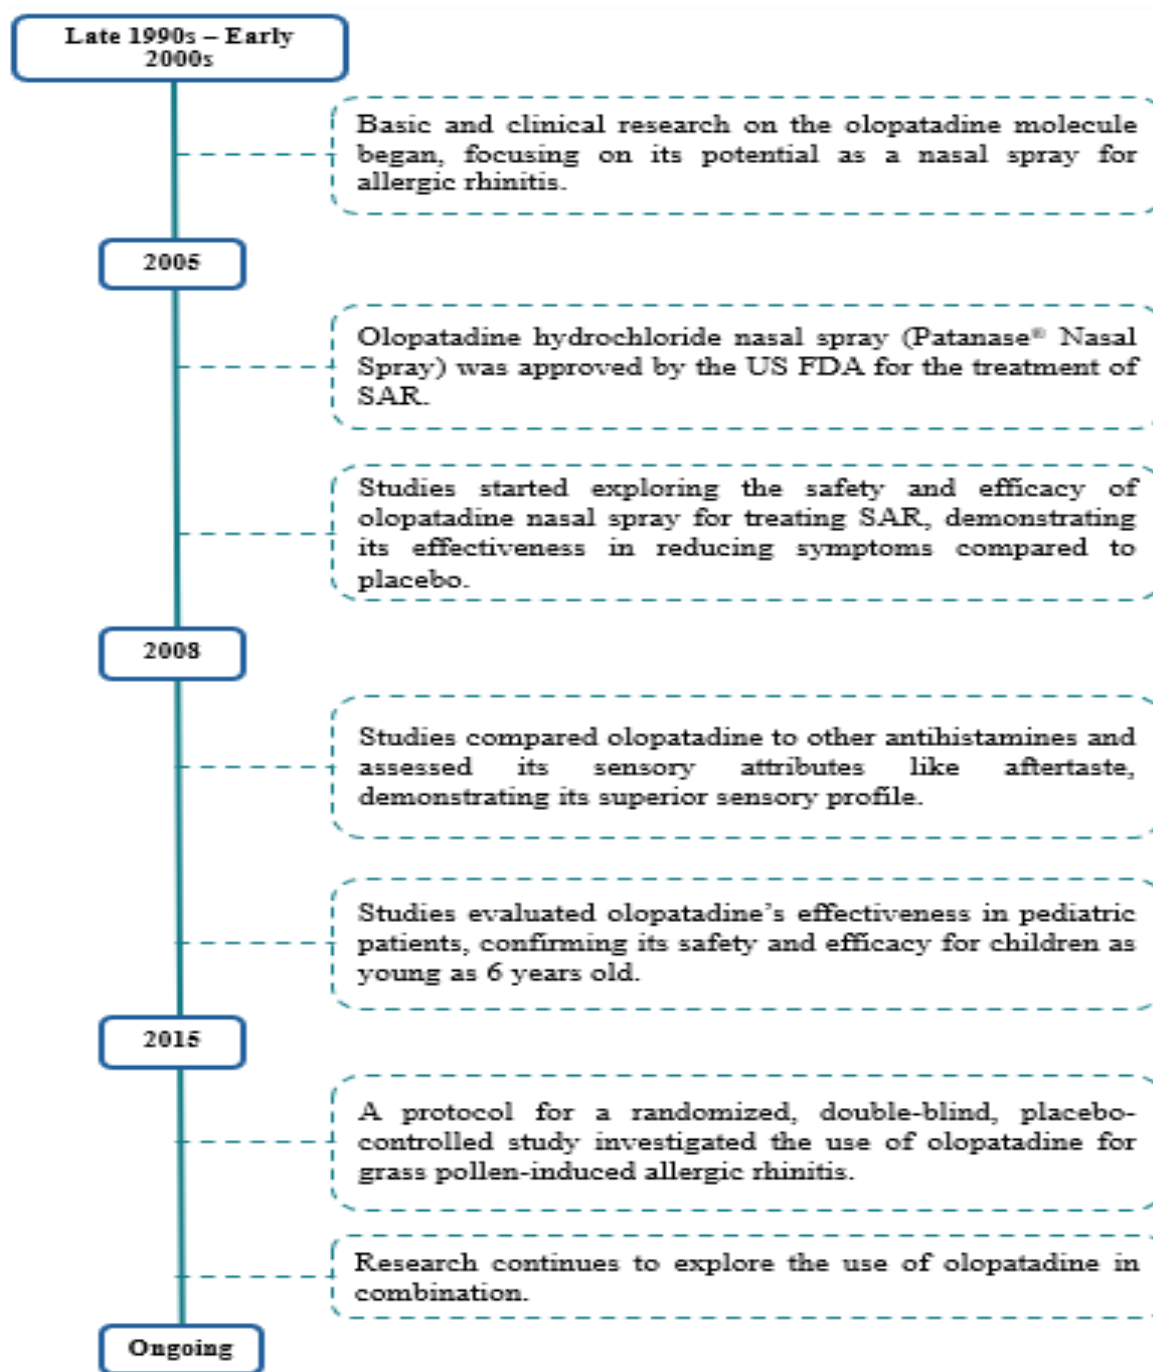 Late 1990s – Early
2000s
Basic and clinical research on the olopatadine molecule
began, focusing on its potential as a nasal spray for
allergic rhinitis.
2005
Olopatadine hydrochloride nasal spray (Patanase® Nasal
Spray) was approved by the US FDA for the treatment of
SAR.
Studies started exploring the safety and efficacy of
olopatadine nasal spray for treating SAR, demonstrating
its effectiveness in reducing symptoms compared to
placebo.
2008
Studies compared olopatadine to other antihistamines and
assessed its sensory attributes like aftertaste,
demonstrating its superior sensory profile.
Studies evaluated olopatadine’s effectiveness in pediatric
patients, confirming its safety and efficacy for children as
young as 6 years old.
2015
A protocol for a randomized, double-blind, placebo-
controlled study investigated the use of olopatadine for
grass pollen-induced allergic rhinitis.
Research continues to explore the use of olopatadine in
combination.
Ongoing